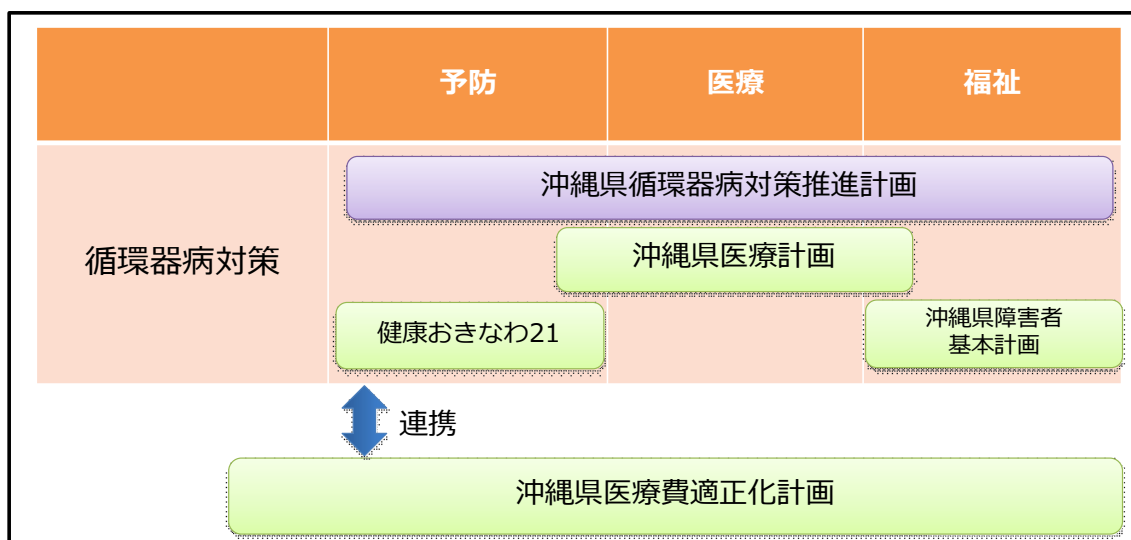 予防
医療
福祉
循環器病対策
沖縄県循環器病対策推進計画
沖縄県医療計画
健康おきなわ21
沖縄県障害者
基本計画
連携
沖縄県医療費適正化計画